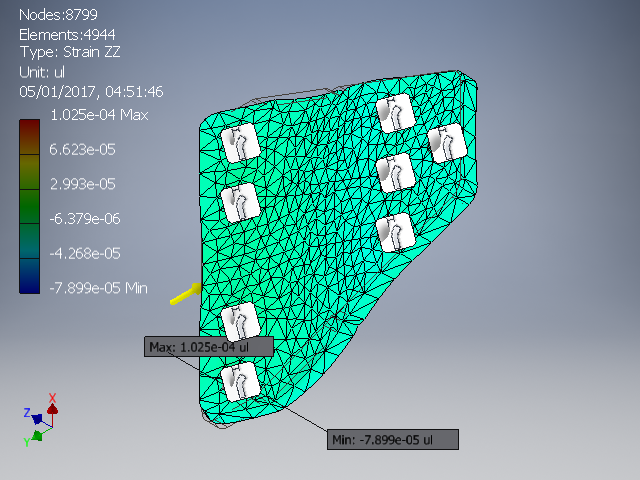 Nodes:8799
Elements:4944
Type: Strain ZZ
Unit: ul
05/01/2017, 04:51:46
1.025e-04 Max
6.623e-05
2.993e-05
-6.379e-06
-4.268e-05
-7.899e-05 Min
Max: 1.025e-04 ul
Min: -7.899e-05 ul
X
Z
Y